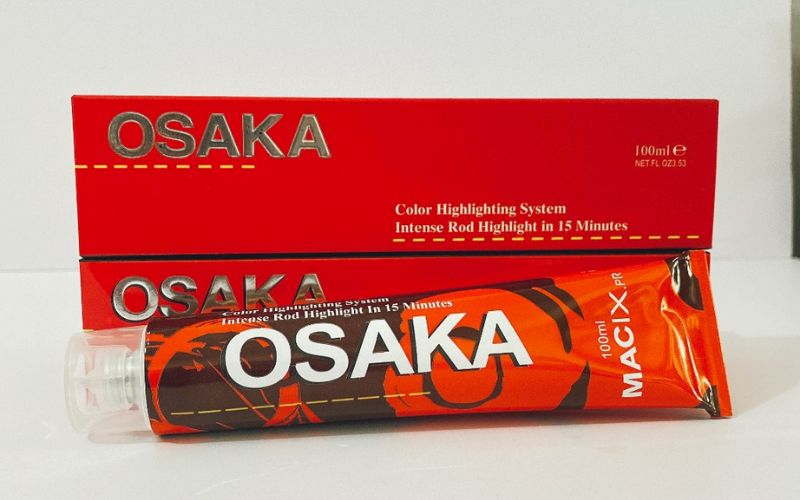 OSAKA
100ml ℮
NET FL OZ3.53
Color Highlighting System
Intense Rod Highlight in 15 Minutes
OSAKA
Color Highlighting System
Intense Rod Highlight In 15 Minutes
OSAKA
100ml
MACIX.PR